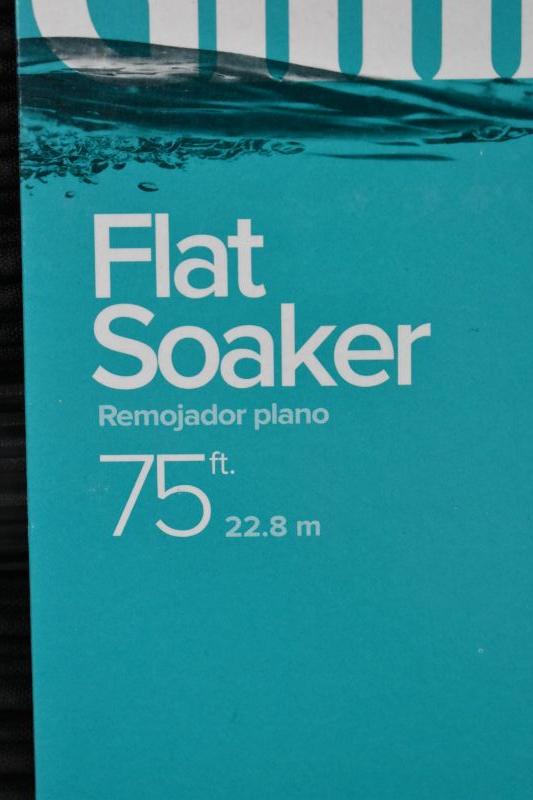 Flat
Soaker
Remojador plano
75 ft.
22.8 m